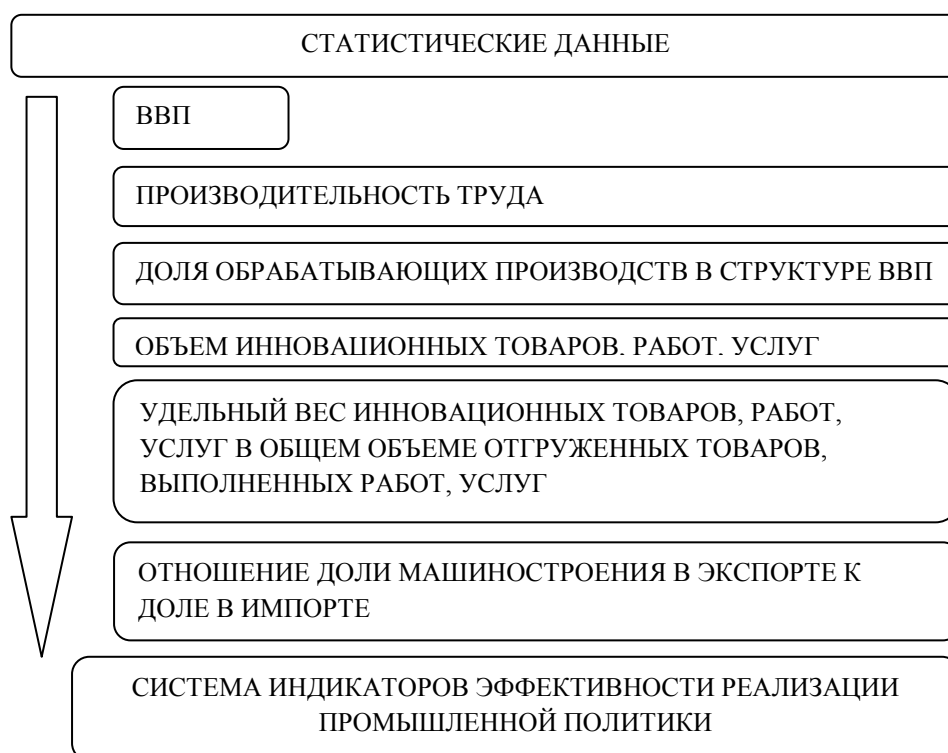 СТАТИСТИЧЕСКИЕ ДАННЫЕ
ВВП
ПРОИЗВОДИТЕЛЬНОСТЬ ТРУДА
ДОЛЯ ОБРАБАТЫВАЮЩИХ ПРОИЗВОДСТВ В СТРУКТУРЕ ВВП
ОБЪЕМ ИННОВАЦИОННЫХ ТОВАРОВ, РАБОТ, УСЛУГ
УДЕЛЬНЫЙ ВЕС ИННОВАЦИОННЫХ ТОВАРОВ, РАБОТ,
УСЛУГ В ОБЩЕМ ОБЪЕМЕ ОТГРУЖЕННЫХ ТОВАРОВ,
ВЫПОЛНЕННЫХ РАБОТ, УСЛУГ
ОТНОШЕНИЕ ДОЛИ МАШИНОСТРОЕНИЯ В ЭКСПОРТЕ К
ДОЛЕ В ИМПОРТЕ
СИСТЕМА ИНДИКАТОРОВ ЭФФЕКТИВНОСТИ РЕАЛИЗАЦИИ
ПРОМЫШЛЕННОЙ ПОЛИТИКИ